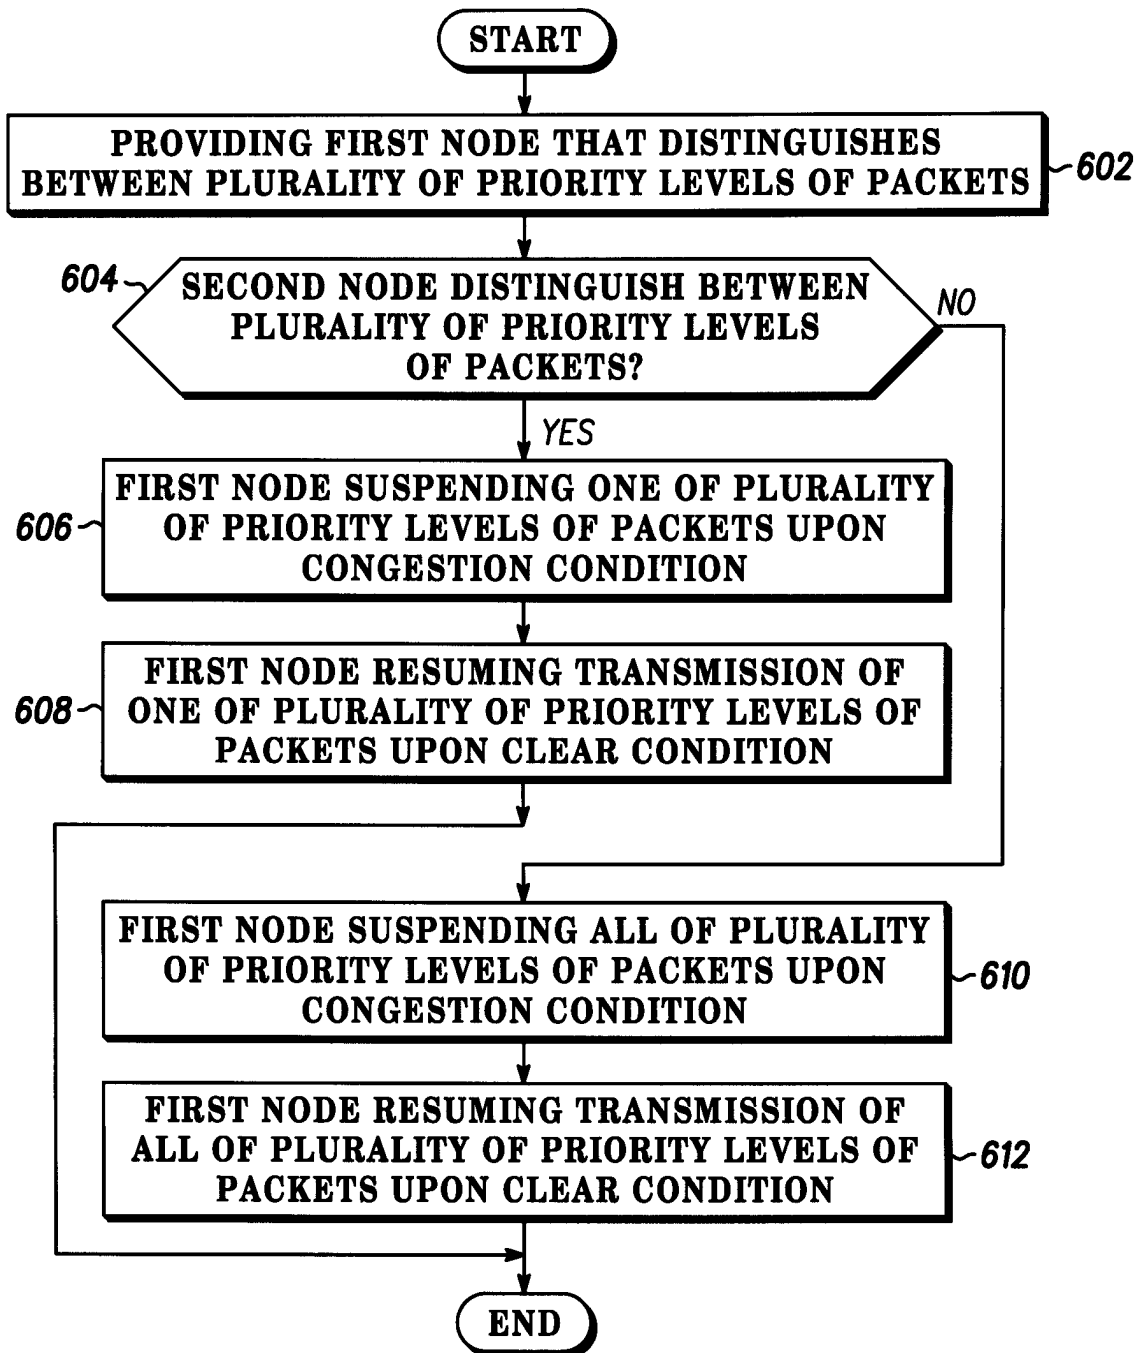 START
PROVIDING FIRST NODE THAT DISTINGUISHES
BETWEEN PLURALITY OF PRIORITY LEVELS OF PACKETS
602
604
SECOND NODE DISTINGUISH BETWEEN
PLURALITY OF PRIORITY LEVELS
OF PACKETS?
NO
YES
606
FIRST NODE SUSPENDING ONE OF PLURALITY
OF PRIORITY LEVELS OF PACKETS UPON
CONGESTION CONDITION
608
FIRST NODE RESUMING TRANSMISSION OF
ONE OF PLURALITY OF PRIORITY LEVELS OF
PACKETS UPON CLEAR CONDITION
FIRST NODE SUSPENDING ALL OF PLURALITY
OF PRIORITY LEVELS OF PACKETS UPON
CONGESTION CONDITION
610
FIRST NODE RESUMING TRANSMISSION OF
ALL OF PLURALITY OF PRIORITY LEVELS OF
PACKETS UPON CLEAR CONDITION
612
END